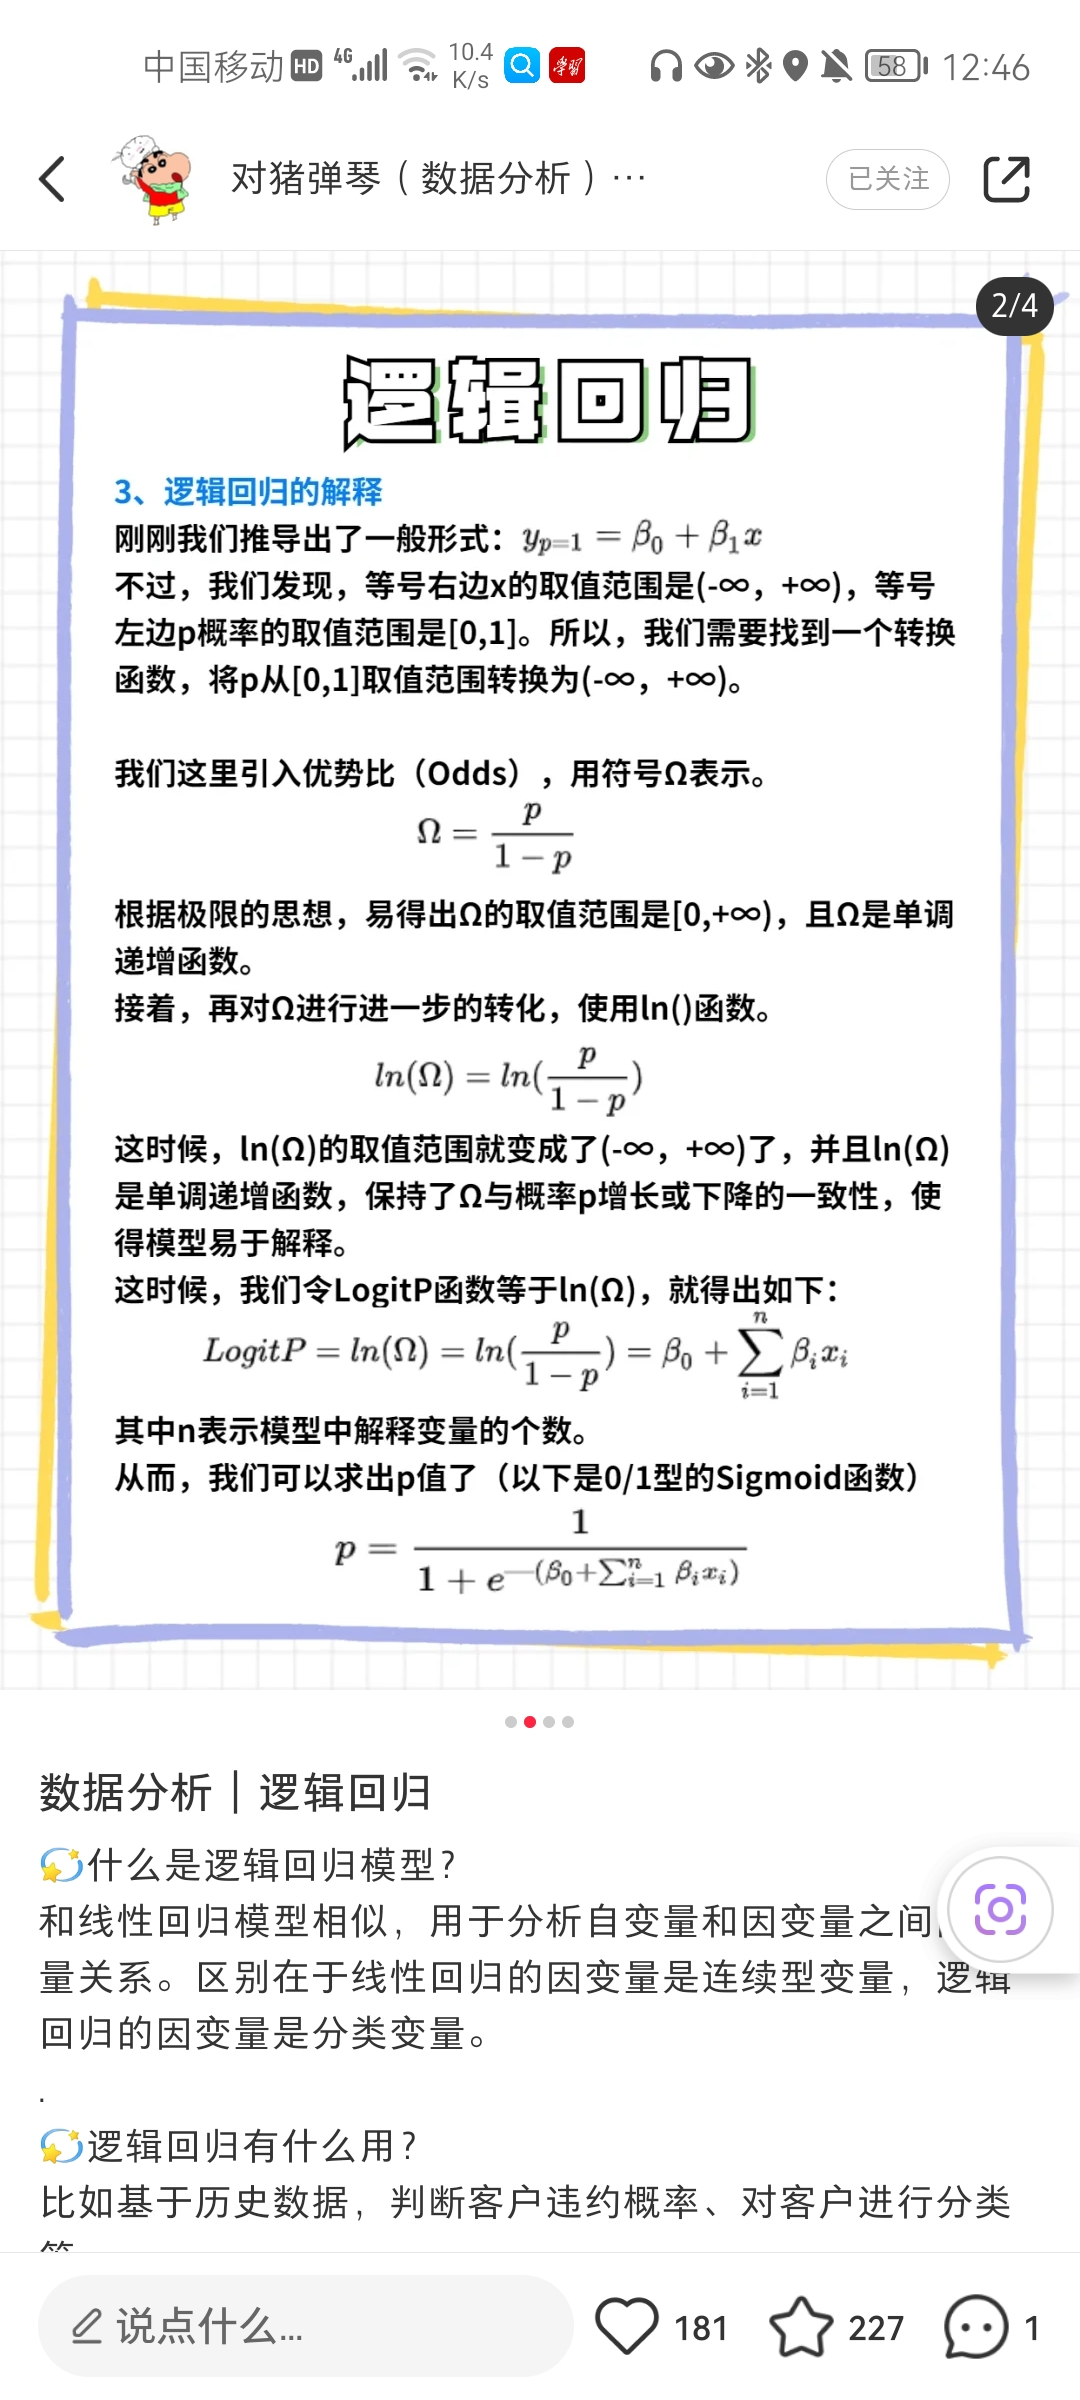 中国移动 HD 4G 10.4 K/s 学习 58 12:46
对猪弹琴（数据分析）… 已关注
2/4
逻辑回归
3、逻辑回归的解释
刚刚我们推导出了一般形式：y_{p=1} = β₀ + β₁x
不过，我们发现，等号右边x的取值范围是(-∞，+∞)，等号
左边p概率的取值范围是[0,1]。所以，我们需要找到一个转换
函数，将p从[0,1]取值范围转换为(-∞，+∞)。
我们这里引入优势比（Odds），用符号Ω表示。
Ω = p/(1 − p)
根据极限的思想，易得出Ω的取值范围是[0,+∞)，且Ω是单调
递增函数。
接着，再对Ω进行进一步的转化，使用ln()函数。
ln(Ω) = ln(p/(1 − p))
这时候，ln(Ω)的取值范围就变成了(-∞，+∞)了，并且ln(Ω)
是单调递增函数，保持了Ω与概率p增长或下降的一致性，使
得模型易于解释。
这时候，我们令LogitP函数等于ln(Ω)，就得出如下：
LogitP = ln(Ω) = ln(p/(1 − p)) = β₀ + ∑_{i=1}^{n} βᵢxᵢ
其中n表示模型中解释变量的个数。
从而，我们可以求出p值了（以下是0/1型的Sigmoid函数）
p = 1/(1 + e^{−(β₀+∑_{i=1}^{n} βᵢxᵢ)})
数据分析｜逻辑回归
💫什么是逻辑回归模型？
和线性回归模型相似，用于分析自变量和因变量之间
量关系。区别在于线性回归的因变量是连续型变量，逻辑
回归的因变量是分类变量。
.
💫逻辑回归有什么用？
比如基于历史数据，判断客户违约概率、对客户进行分类
说点什么... 181 227 1